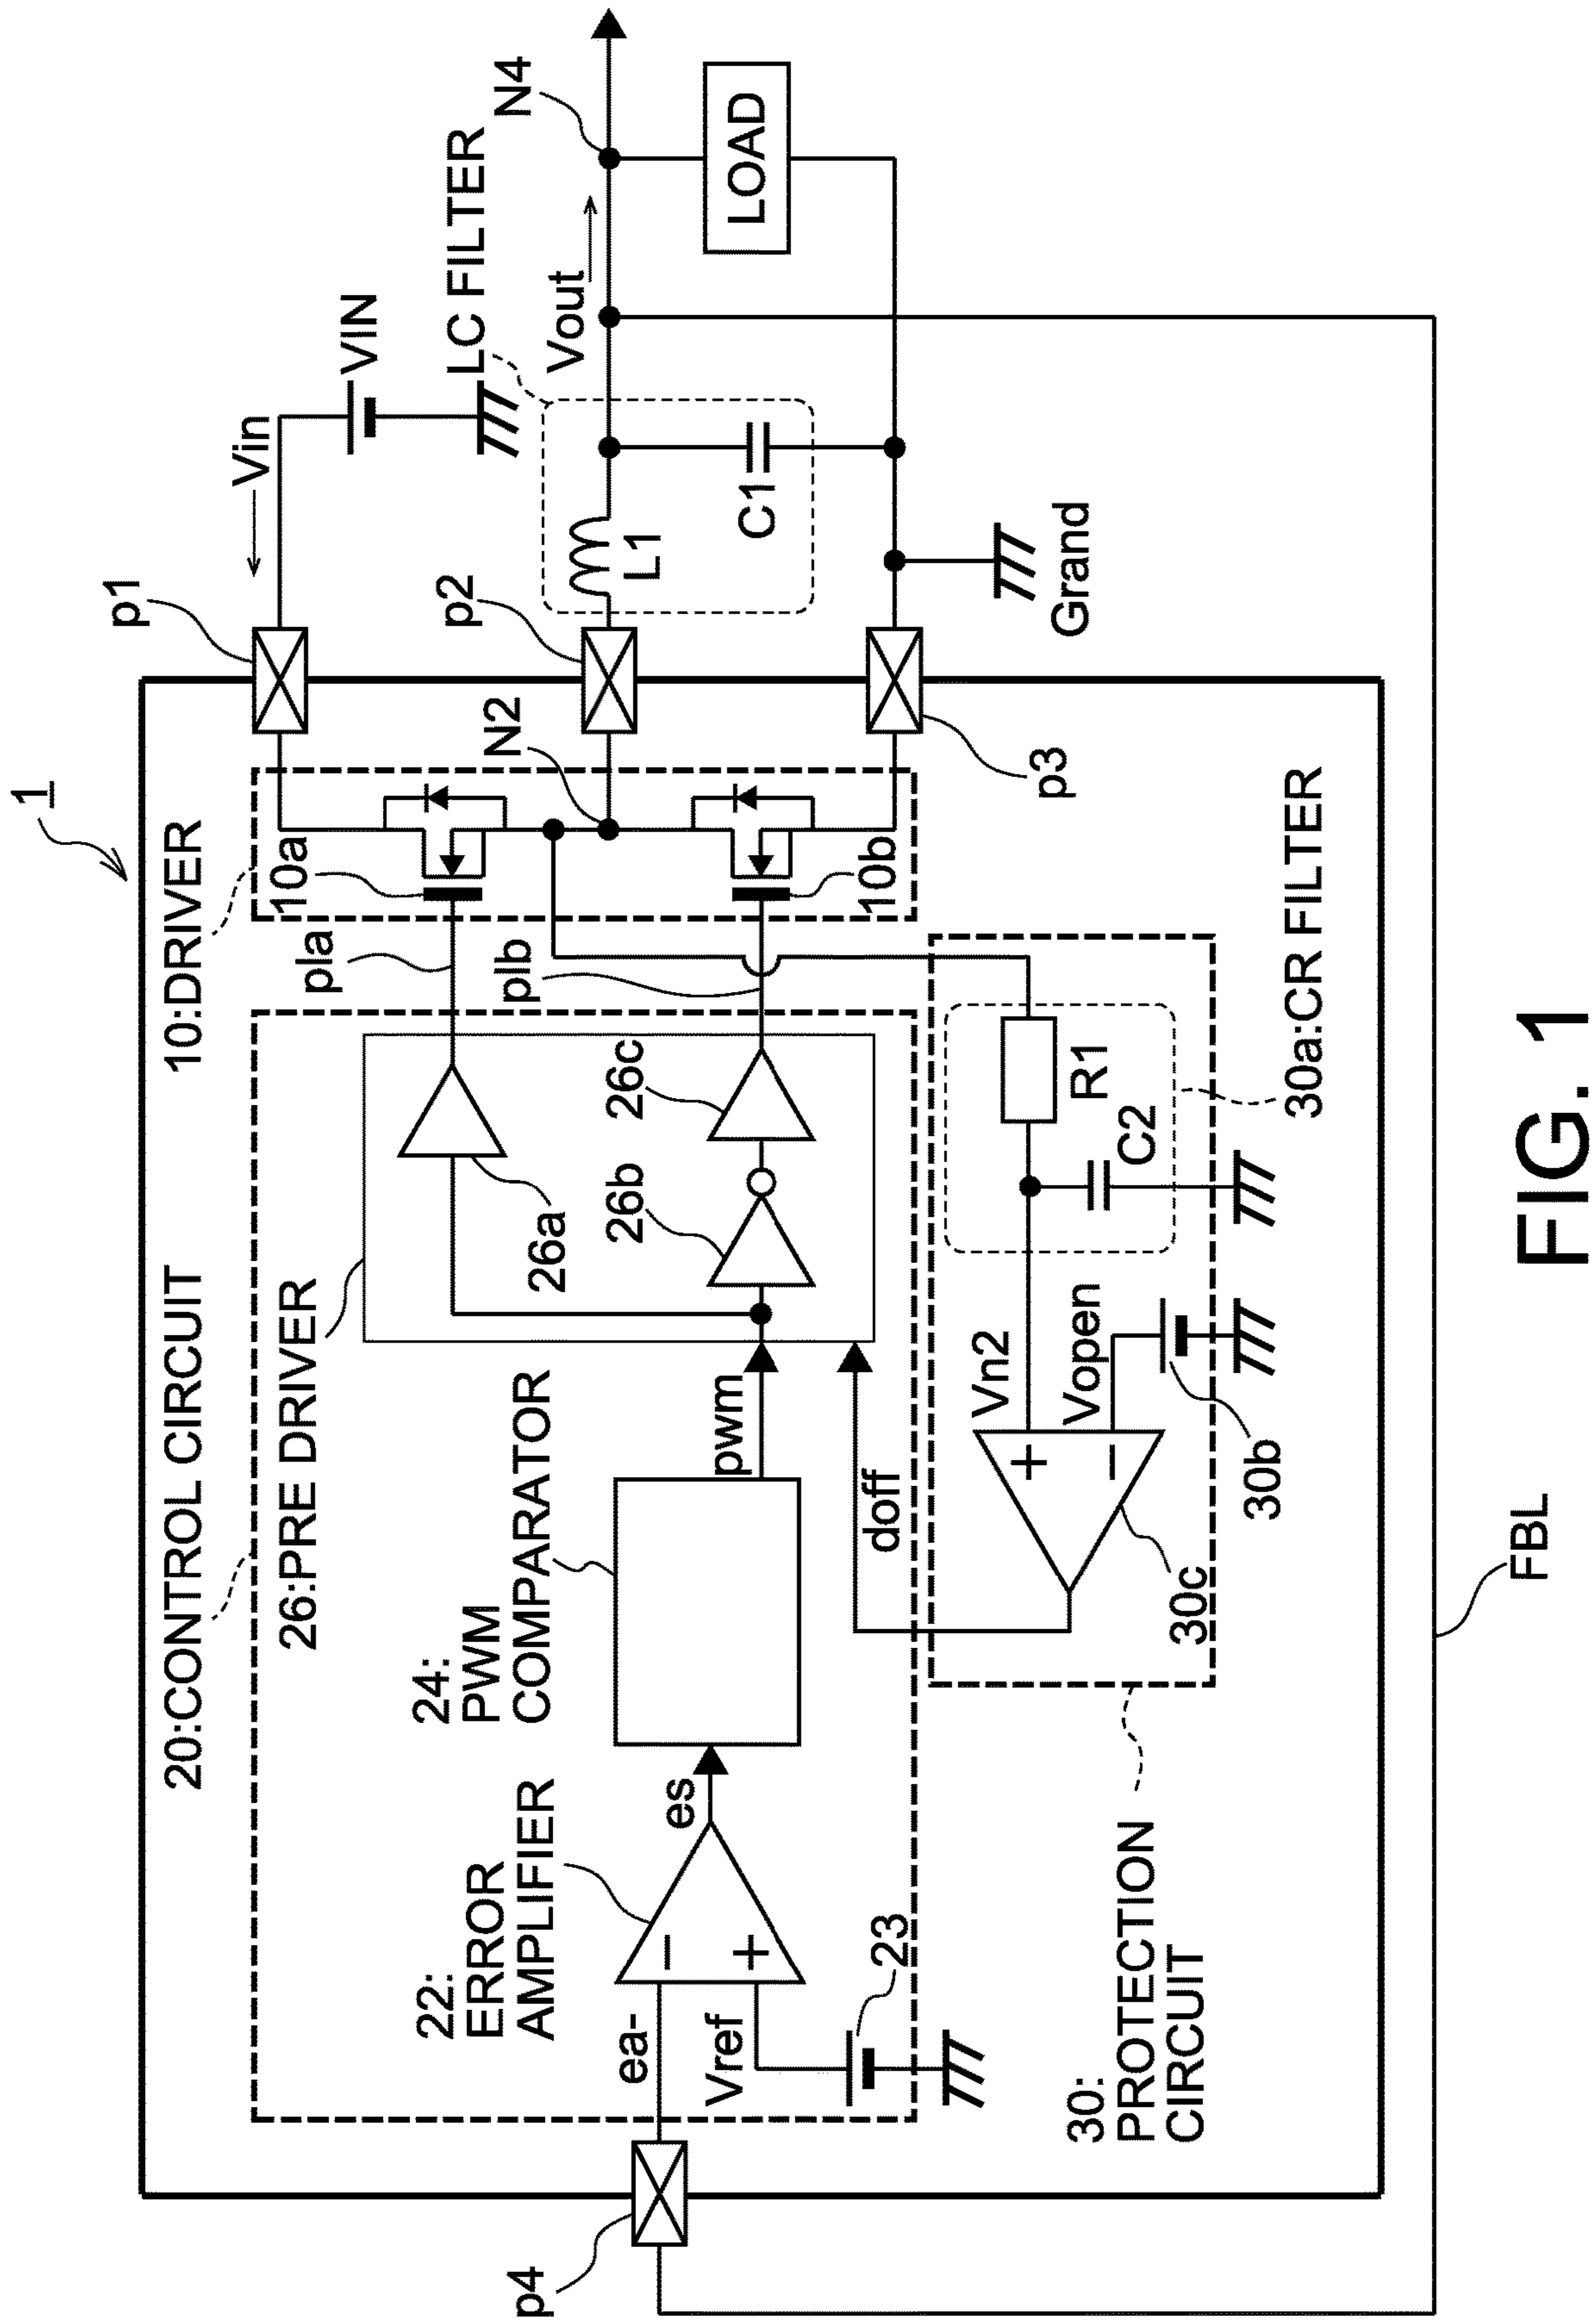 1
20:CONTROL CIRCUIT
10:DRIVER
p1
Vin
VIN
26:PRE DRIVER
10a
pla
N2
p2
LC FILTER
N4
Vout
22:
ERROR
AMPLIFIER
24:
PWM
COMPARATOR
26a
26b
26c
plb
L1
C1
LOAD
p4
ea-
−
+
es
pwm
Vref
23
doff
10b
p3
Grand
Vn2
+
−
Vopen
R1
C2
30:
PROTECTION
CIRCUIT
30c
30b
30a:CR FILTER
FBL
FIG. 1